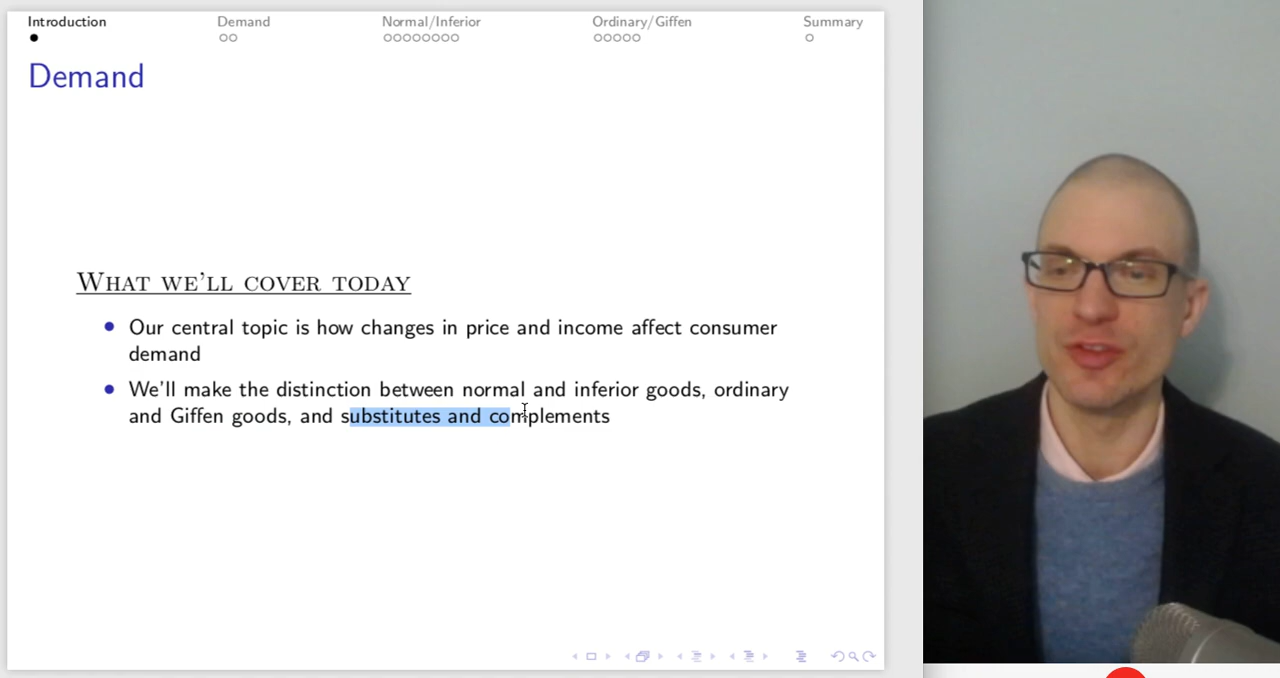 Introduction Demand Normal/Inferior Ordinary/Giffen Summary
Demand
What we'll cover today
Our central topic is how changes in price and income affect consumer
demand
We'll make the distinction between normal and inferior goods, ordinary
and Giffen goods, and substitutes and complements